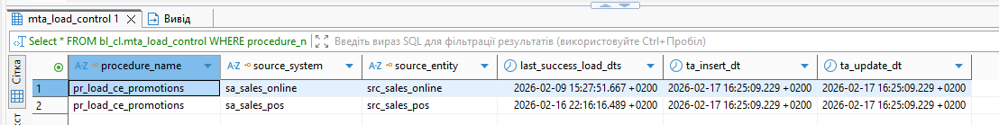 mta_load_control 1 Вивід
Select * FROM bl_cl.mta_load_control WHERE procedure_n Введіть вираз SQL для фільтрації результатів (використовуйте Ctrl+Пробіл)
Сітка
A-Z procedure_name A-Z source_system A-Z source_entity last_success_load_dts ta_insert_dt ta_update_dt
1 pr_load_ce_promotions sa_sales_online src_sales_online 2026-02-09 15:27:51.667 +0200 2026-02-17 16:25:09.229 +0200 2026-02-17 16:25:09.229 +0200
2 pr_load_ce_promotions sa_sales_pos src_sales_pos 2026-02-16 22:16:16.489 +0200 2026-02-17 16:25:09.229 +0200 2026-02-17 16:25:09.229 +0200